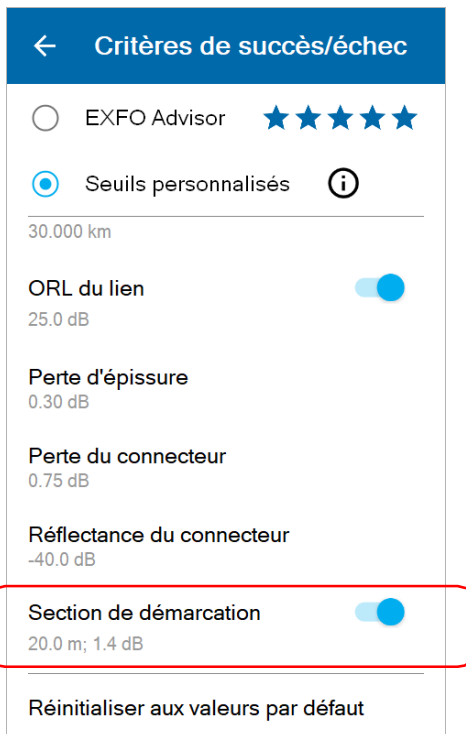 Critères de succès/échec
EXFO Advisor
Seuils personnalisés
30.000 km
ORL du lien
25.0 dB
Perte d'épissure
0.30 dB
Perte du connecteur
0.75 dB
Réflectance du connecteur
-40.0 dB
Section de démarcation
20.0 m; 1.4 dB
Réinitialiser aux valeurs par défaut